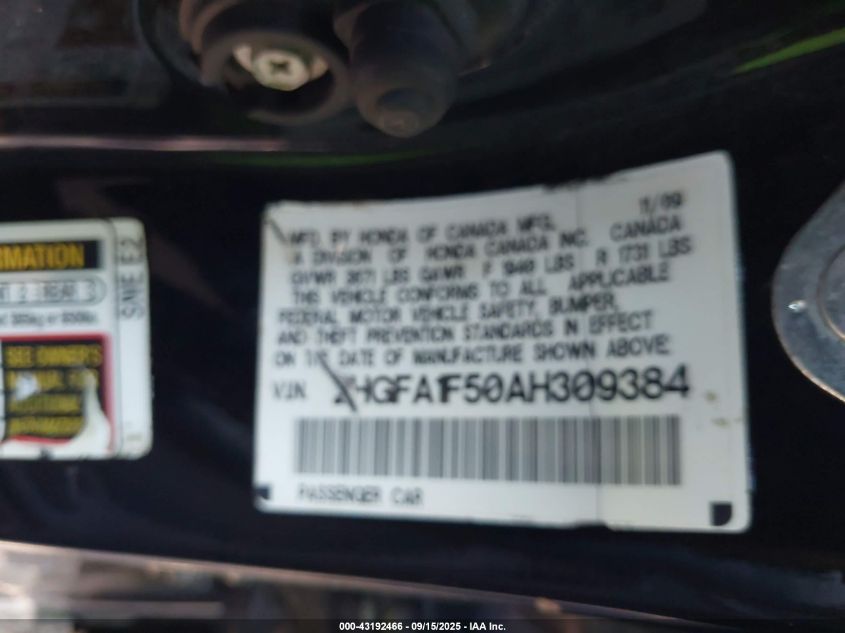 MATION
SNE E2
SEE OWNER'S
11/09
MFD. BY HONDA OF CANADA MFG.
A DIVISION OF HONDA CANADA INC. CANADA
GVWR LBS GAWR F LBS R 1731 LBS
THIS VEHICLE CONFORMS TO ALL APPLICABLE
FEDERAL MOTOR VEHICLE SAFETY, BUMPER,
AND THEFT PREVENTION STANDARDS IN EFFECT
ON THE DATE OF MANUFACTURE SHOWN ABOVE.
VIN 2HGFA1F50AH309384
PASSENGER CAR
000-43192466 - 09/15/2025 - IAA Inc.